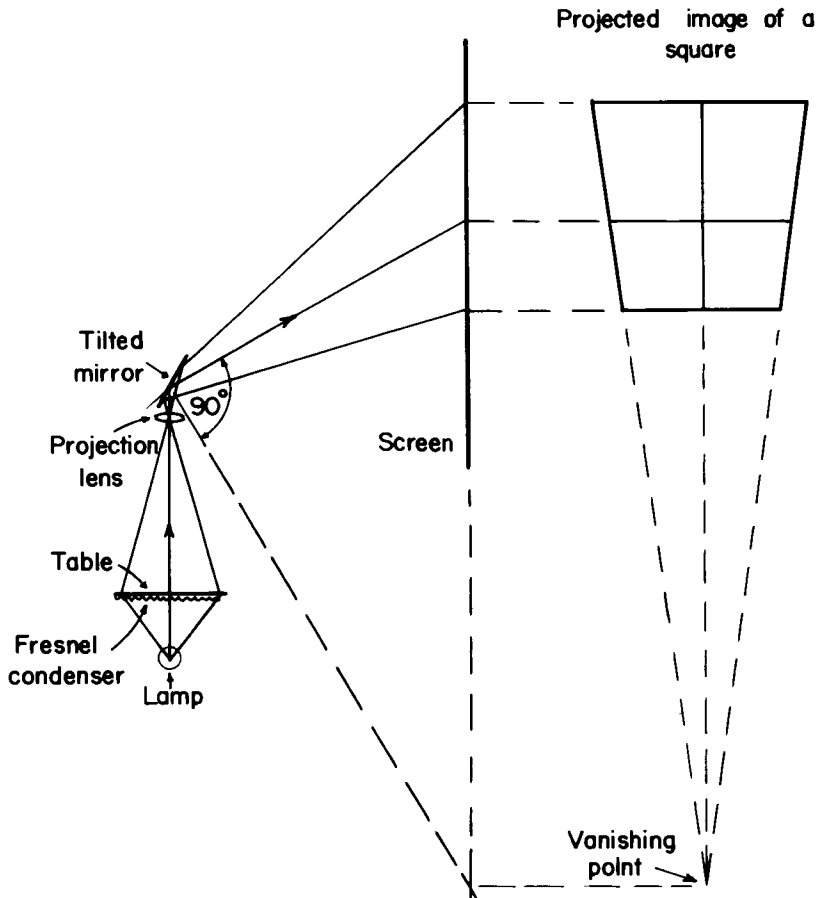 Projected image of a
square
Tilted
mirror
90°
Projection
lens
Screen
Table
Fresnel
condenser
Lamp
Vanishing
point